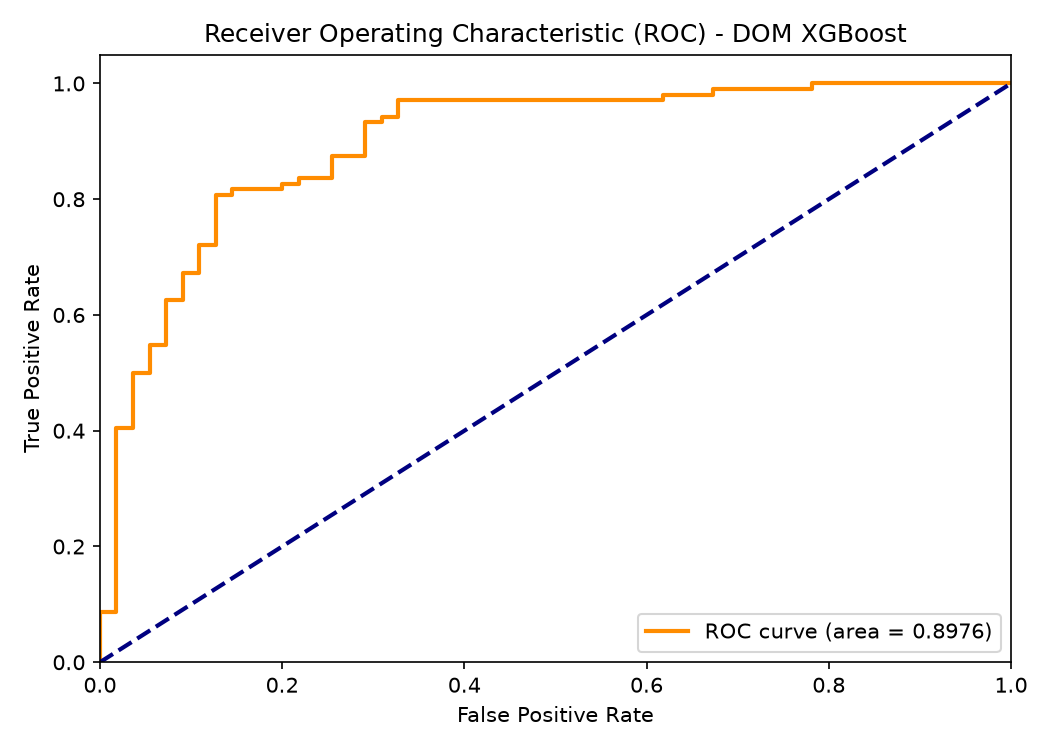 Receiver Operating Characteristic (ROC) - DOM XGBoost
1.0
0.8
0.6
0.4
0.2
0.0
True Positive Rate
ROC curve (area = 0.8976)
0.0 0.2 0.4 0.6 0.8 1.0
False Positive Rate